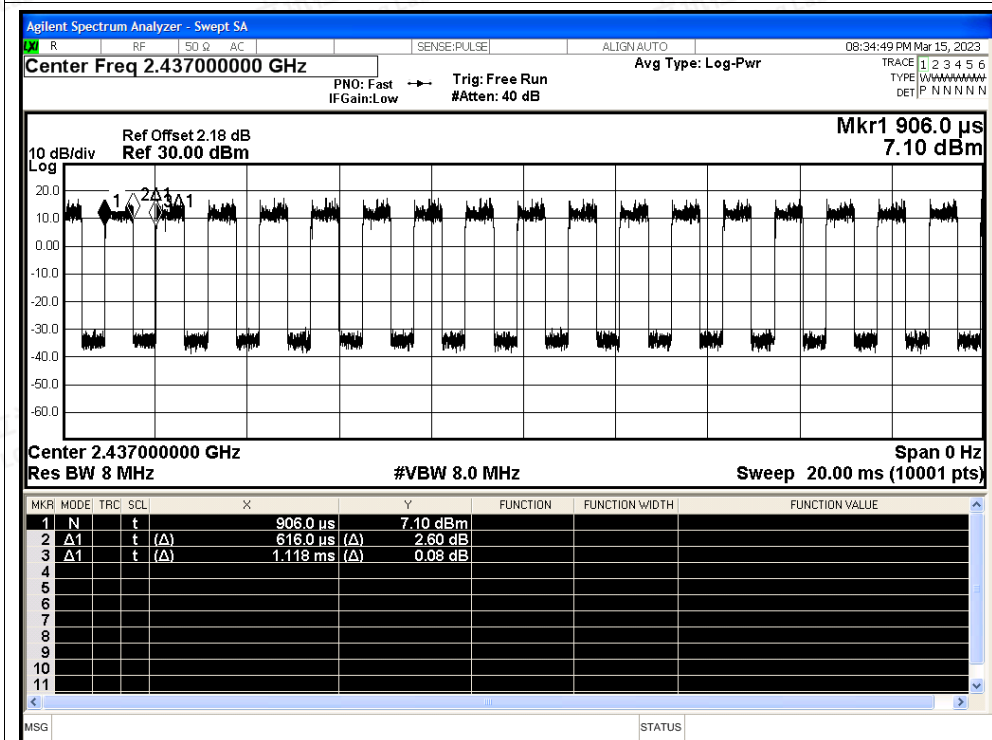 Agilent Spectrum Analyzer - Swept SA
LXI R RF 50 Ω AC SENSE:PULSE ALIGN AUTO 08:34:49 PM Mar 15, 2023
Center Freq 2.437000000 GHz Avg Type: Log-Pwr TRACE 1 2 3 4 5 6
PNO: Fast Trig: Free Run TYPE WWWWWW
IFGain:Low #Atten: 40 dB DET P N N N N N
Mkr1 906.0 µs
Ref Offset 2.18 dB
10 dB/div Ref 30.00 dBm 7.10 dBm
Log
20.0
1 2Δ1 3Δ1
10.0
0.00
-10.0
-20.0
-30.0
-40.0
-50.0
-60.0
Center 2.437000000 GHz Span 0 Hz
Res BW 8 MHz #VBW 8.0 MHz Sweep 20.00 ms (10001 pts)
MKR MODE TRC SCL X Y FUNCTION FUNCTION WIDTH FUNCTION VALUE
1 N t 906.0 µs 7.10 dBm
2 Δ1 t (Δ) 616.0 µs (Δ) 2.60 dB
3 Δ1 t (Δ) 1.118 ms (Δ) 0.08 dB
4
5
6
7
8
9
10
11
MSG STATUS